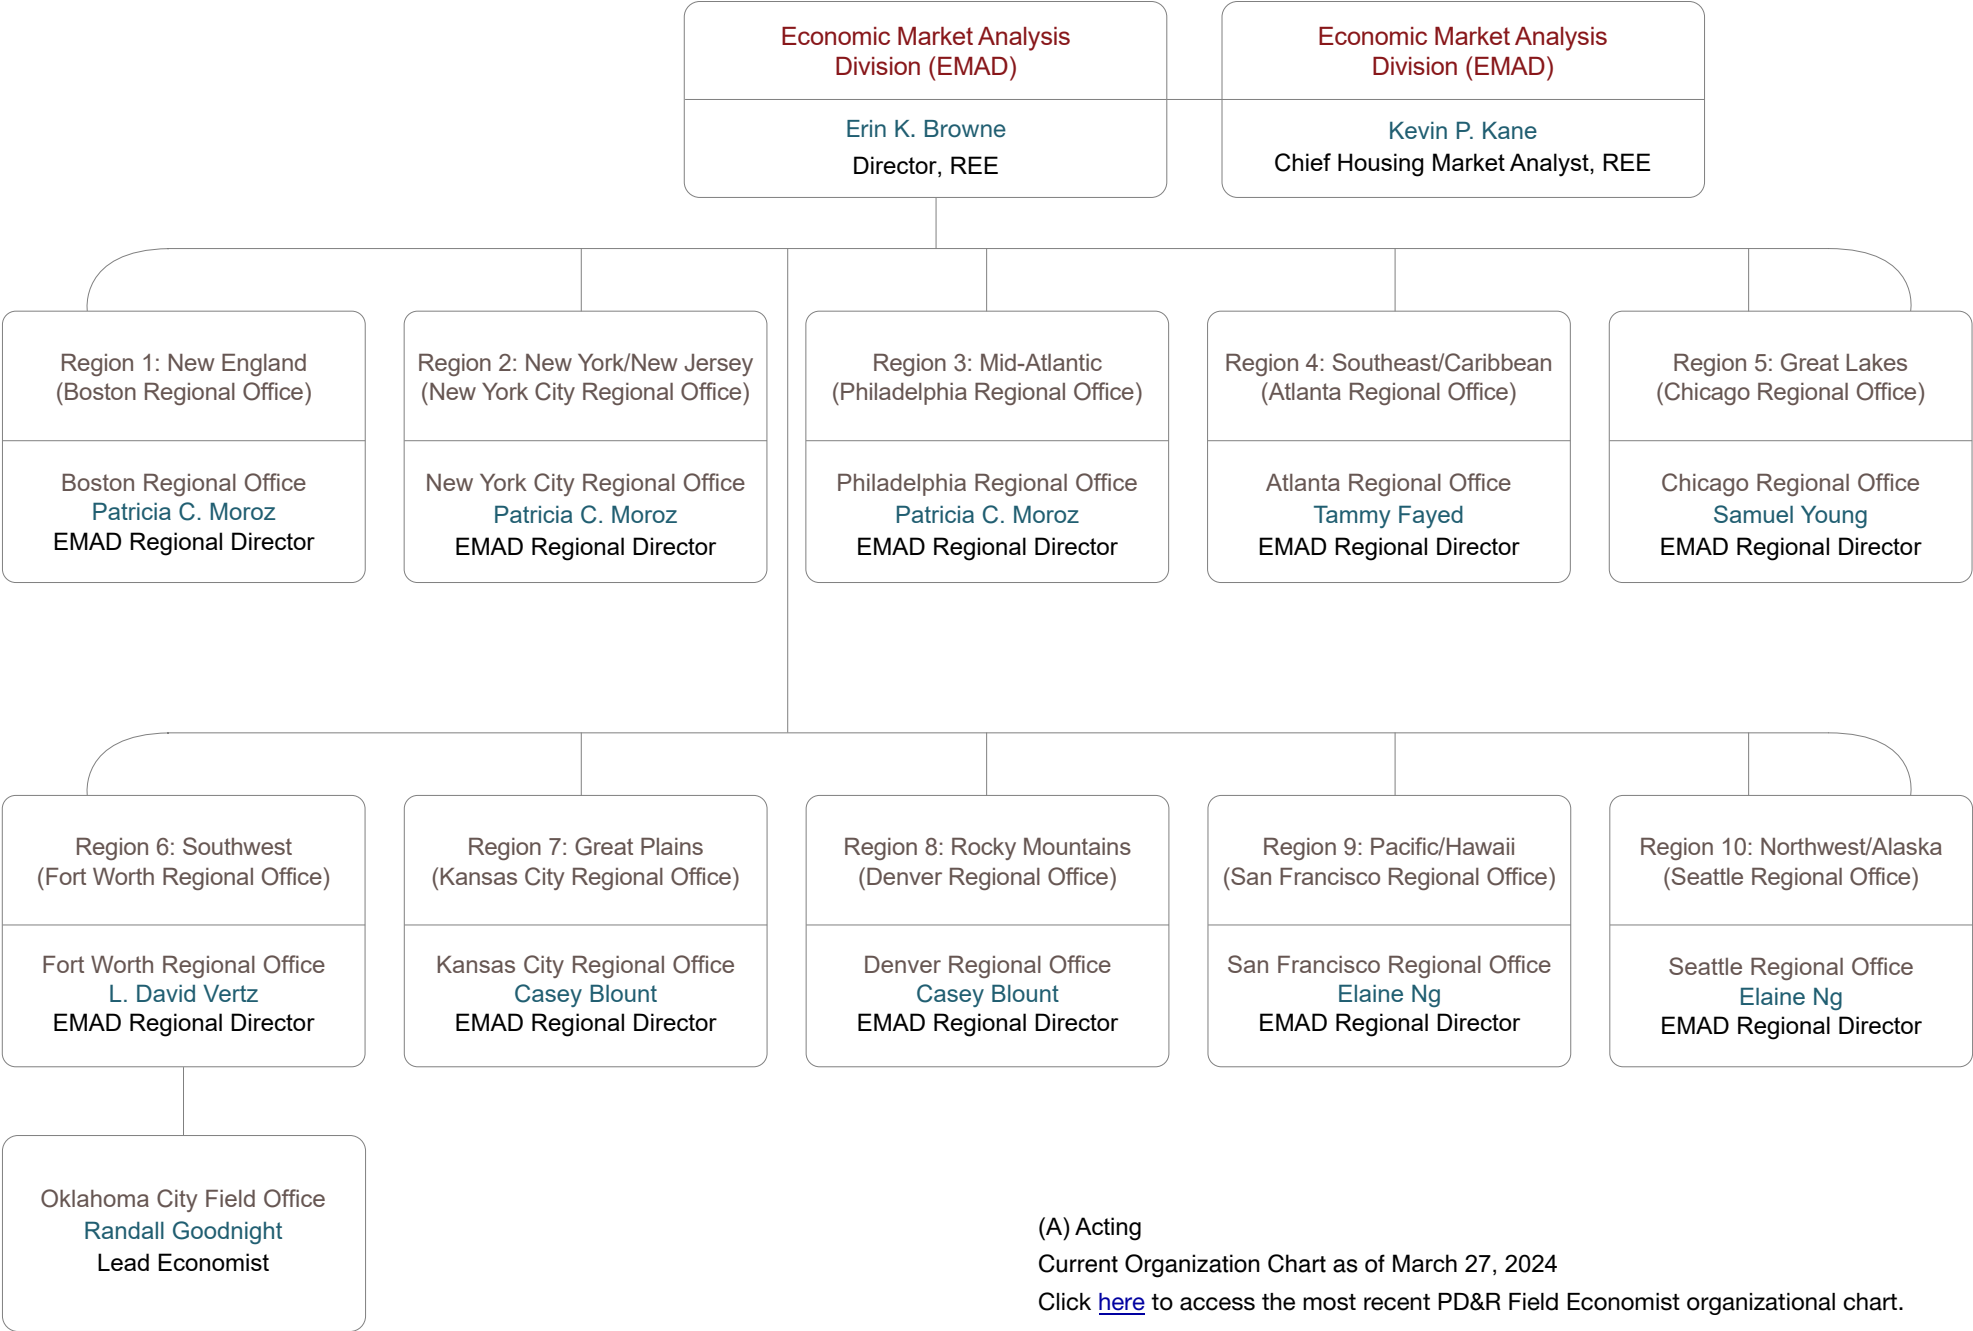 Economic Market Analysis
Division (EMAD)
Erin K. Browne
Director, REE
Economic Market Analysis
Division (EMAD)
Kevin P. Kane
Chief Housing Market Analyst, REE
Region 1: New England
(Boston Regional Office)
Boston Regional Office
Patricia C. Moroz
EMAD Regional Director
Region 2: New York/New Jersey
(New York City Regional Office)
New York City Regional Office
Patricia C. Moroz
EMAD Regional Director
Region 3: Mid-Atlantic
(Philadelphia Regional Office)
Philadelphia Regional Office
Patricia C. Moroz
EMAD Regional Director
Region 4: Southeast/Caribbean
(Atlanta Regional Office)
Atlanta Regional Office
Tammy Fayed
EMAD Regional Director
Region 5: Great Lakes
(Chicago Regional Office)
Chicago Regional Office
Samuel Young
EMAD Regional Director
Region 6: Southwest
(Fort Worth Regional Office)
Fort Worth Regional Office
L. David Vertz
EMAD Regional Director
Region 7: Great Plains
(Kansas City Regional Office)
Kansas City Regional Office
Casey Blount
EMAD Regional Director
Region 8: Rocky Mountains
(Denver Regional Office)
Denver Regional Office
Casey Blount
EMAD Regional Director
Region 9: Pacific/Hawaii
(San Francisco Regional Office)
San Francisco Regional Office
Elaine Ng
EMAD Regional Director
Region 10: Northwest/Alaska
(Seattle Regional Office)
Seattle Regional Office
Elaine Ng
EMAD Regional Director
Oklahoma City Field Office
Randall Goodnight
Lead Economist
(A) Acting
Current Organization Chart as of March 27, 2024
Click here to access the most recent PD&R Field Economist organizational chart.